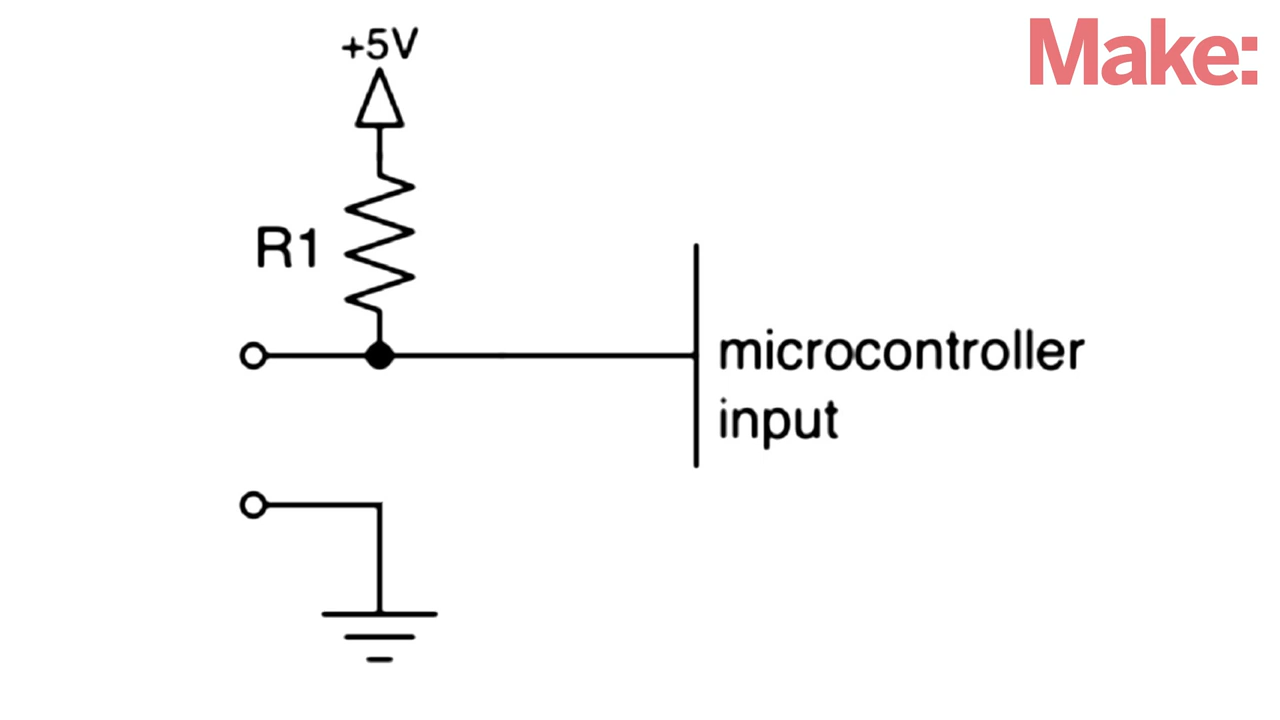 +5V
Make:
R1
microcontroller
input